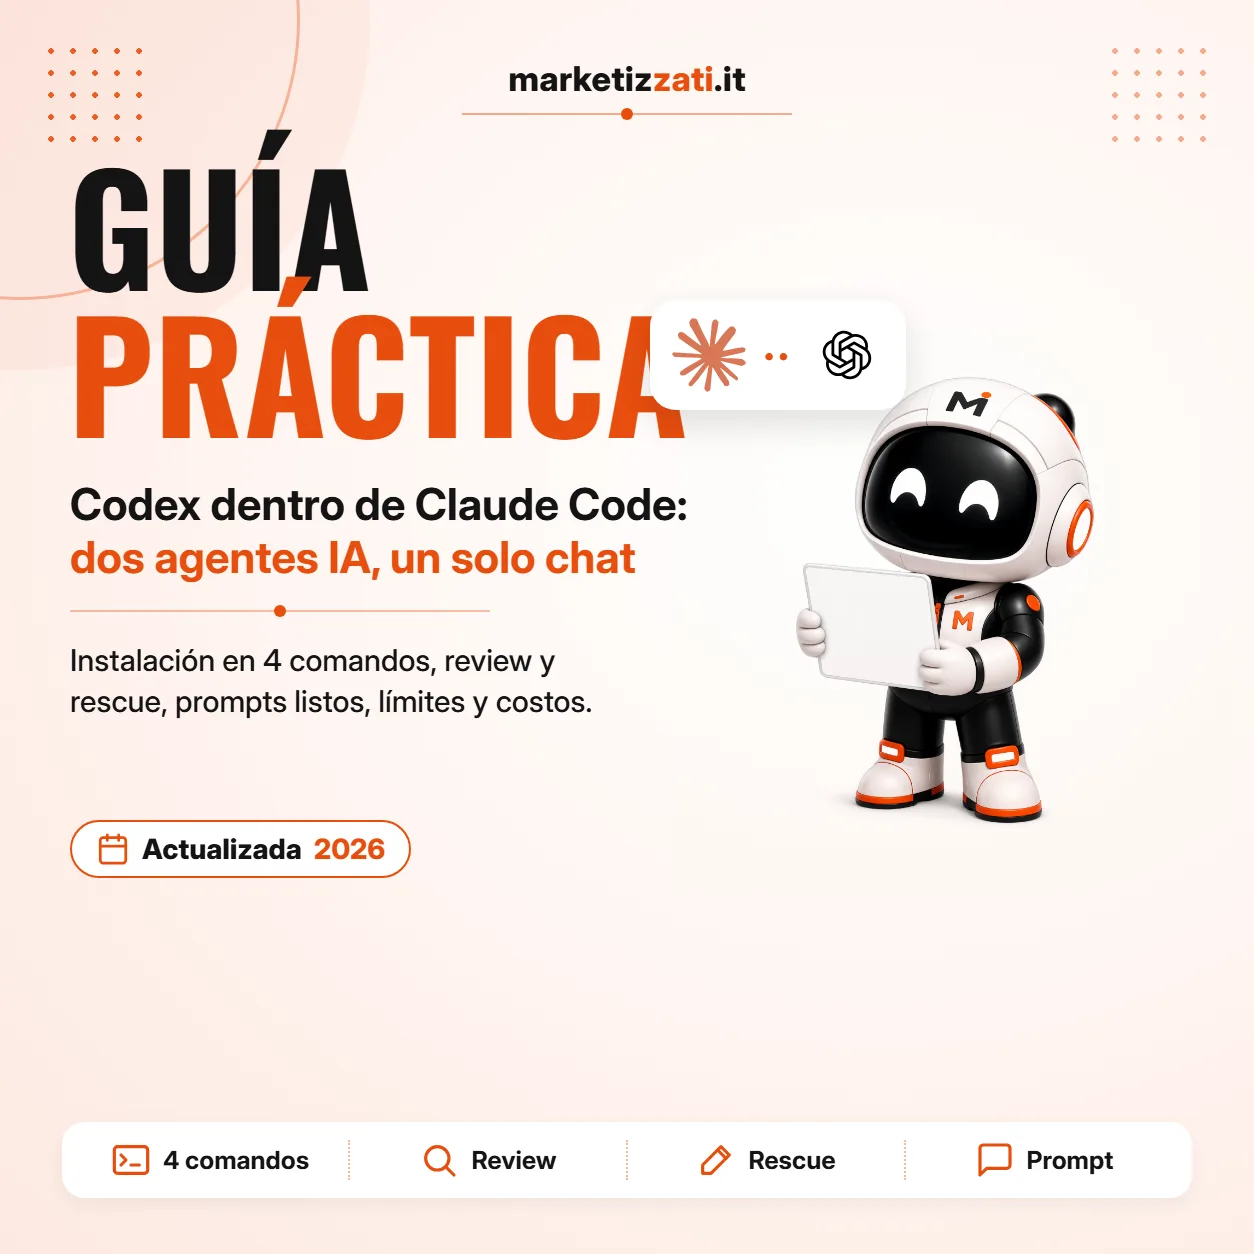 marketizzati.it
GUÍA
PRÁCTICA
Codex dentro de Claude Code:
dos agentes IA, un solo chat
Instalación en 4 comandos, review y
rescue, prompts listos, límites y costos.
Actualizada 2026
M
M
4 comandos
Review
Rescue
Prompt